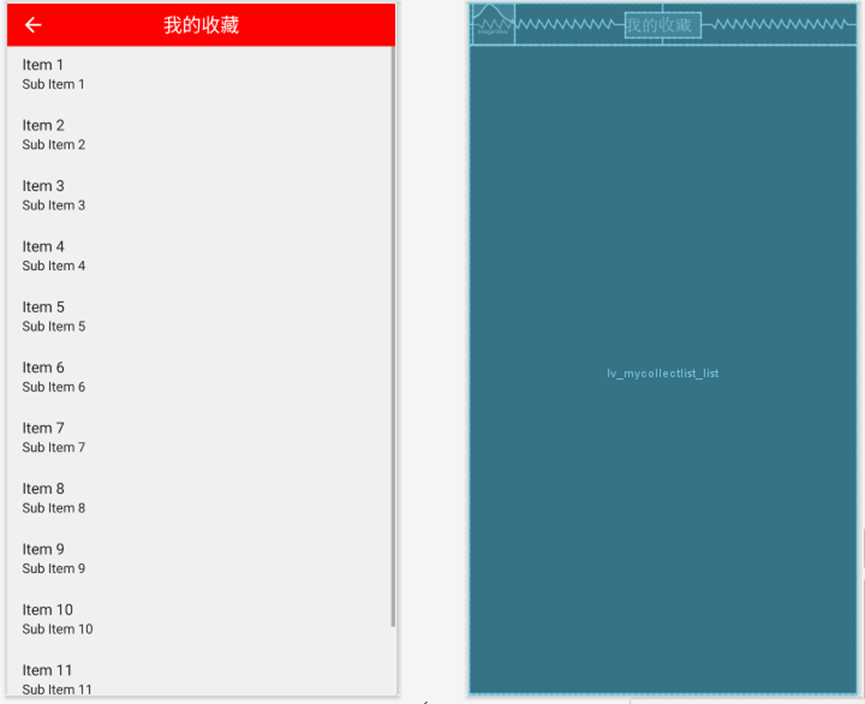 我的收藏
Item 1
Sub Item 1
Item 2
Sub Item 2
Item 3
Sub Item 3
Item 4
Sub Item 4
Item 5
Sub Item 5
Item 6
Sub Item 6
Item 7
Sub Item 7
Item 8
Sub Item 8
Item 9
Sub Item 9
Item 10
Sub Item 10
Item 11
Sub Item 11
ImageView
我的收藏
lv_mycollectlist_list